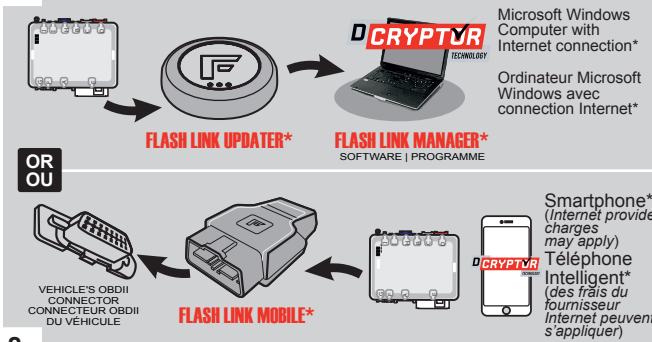 DCRYPTOR
TECHNOLOGY
Microsoft Windows
Computer with
Internet connection*
Ordinateur Microsoft
Windows avec
connection Internet*
FLASH LINK UPDATER*
FLASH LINK MANAGER*
SOFTWARE | PROGRAMME
OR
OU
VEHICLE'S OBDII
CONNECTOR
CONNECTEUR OBDII
DU VÉHICULE
FLASH LINK MOBILE*
DCRYPTOR
TECHNOLOGY
Smartphone*
(Internet provide
charges
may apply)
Téléphone
Intelligent*
(des frais du
fournisseur
Internet peuvent
s'appliquer)